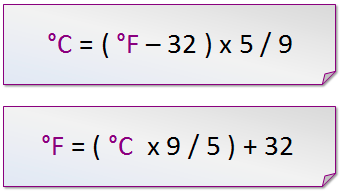 °C = ( °F – 32 ) x 5 / 9
°F = ( °C x 9 / 5 ) + 32